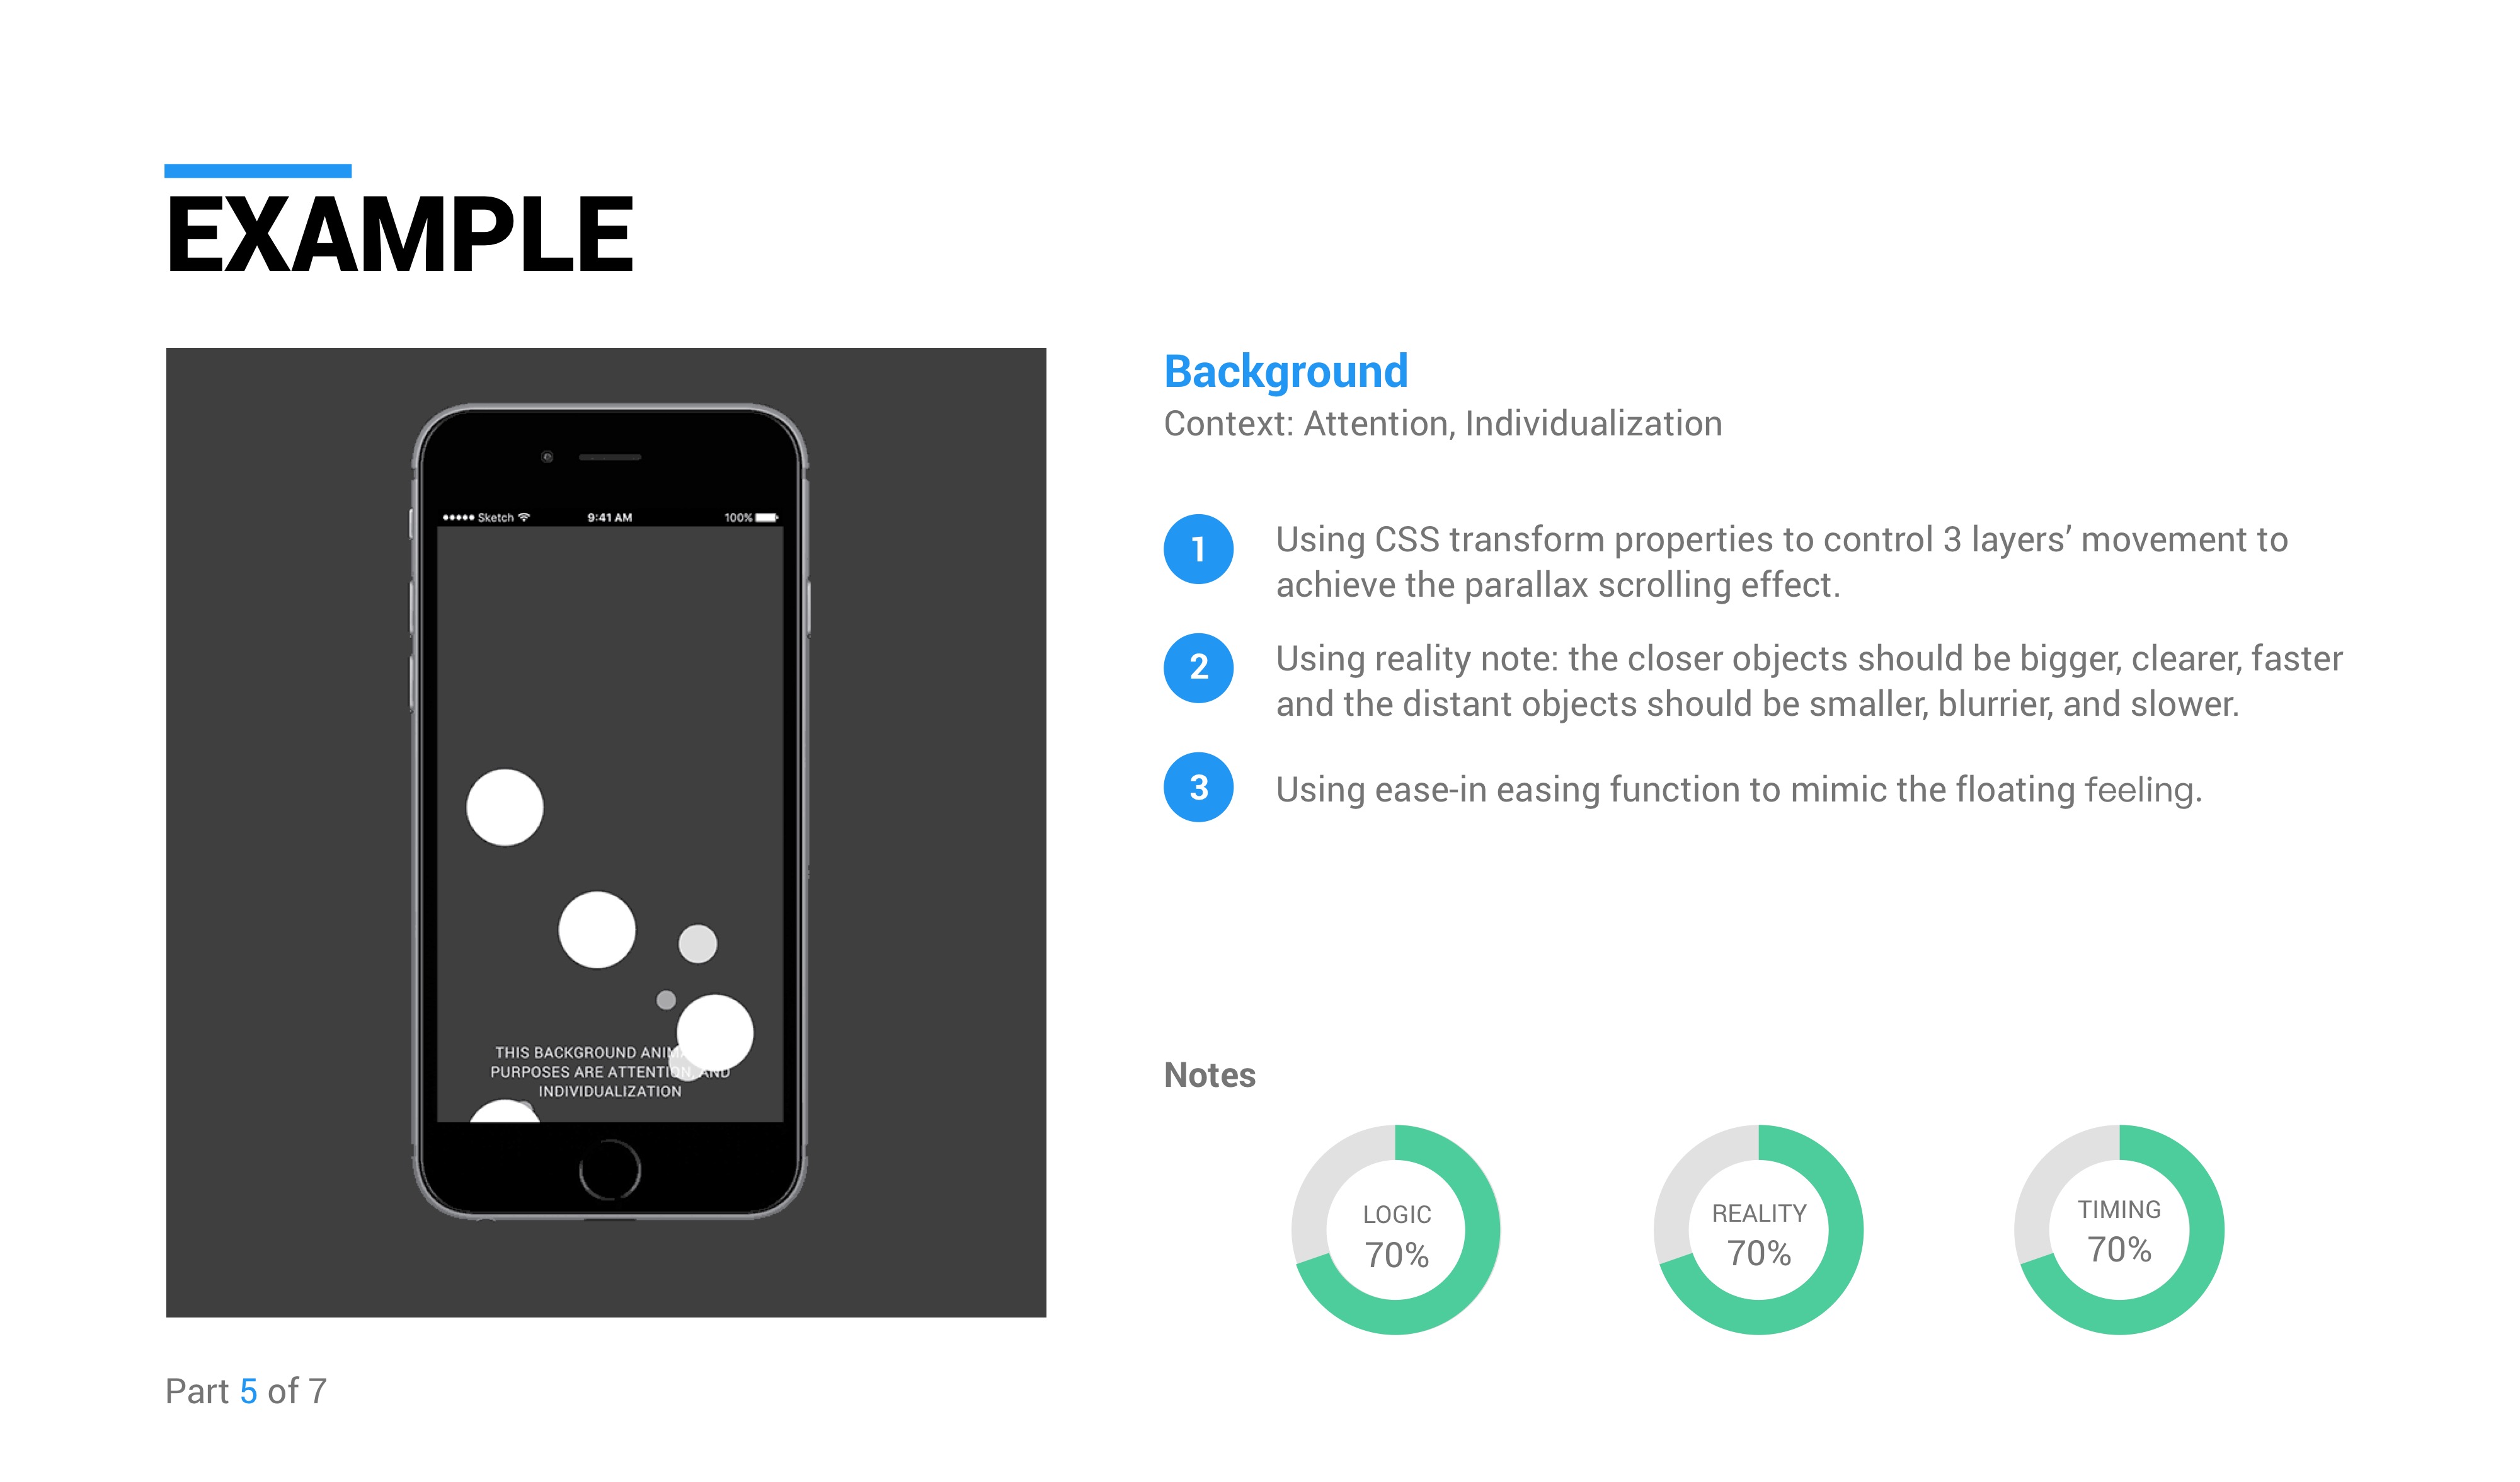 EXAMPLE
Sketch 9:41 AM 100%
THIS BACKGROUND
PURPOSES ARE ATTENTION, AND
INDIVIDUALIZATION
Background
Context: Attention, Individualization
1 Using CSS transform properties to control 3 layers’ movement to
achieve the parallax scrolling effect.
2 Using reality note: the closer objects should be bigger, clearer, faster
and the distant objects should be smaller, blurrier, and slower.
3 Using ease-in easing function to mimic the floating feeling.
Notes
LOGIC
70%
REALITY
70%
TIMING
70%
Part 5 of 7